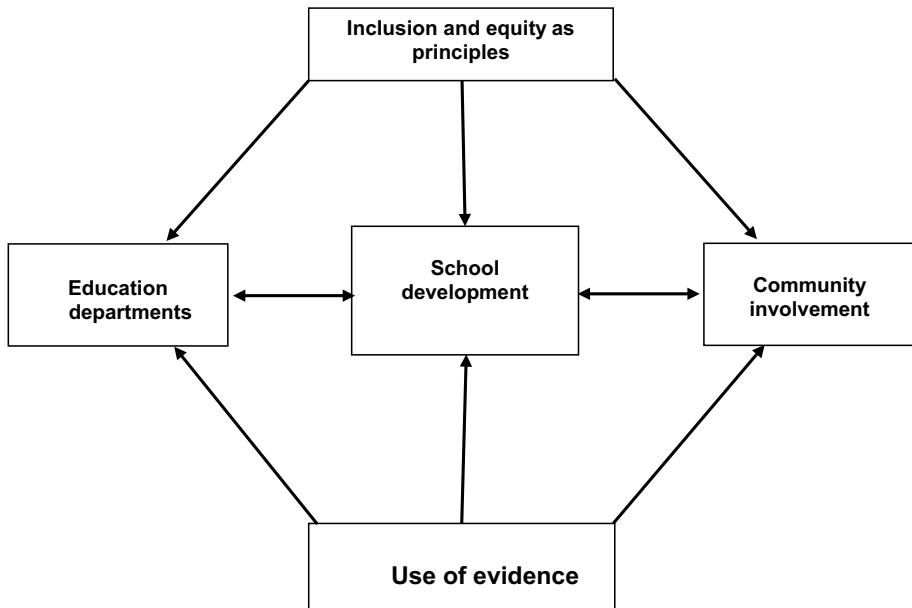 Inclusion and equity as
principles
Education
departments
School
development
Community
involvement
Use of evidence